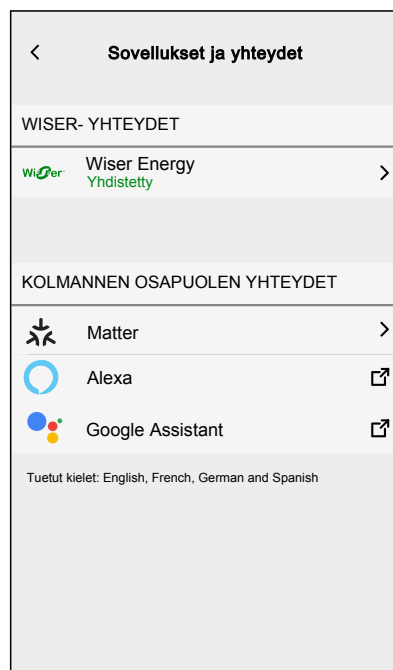 Sovellukset ja yhteydet
WISER- YHTEYDET
Wiser
Wiser Energy
Yhdistetty
KOLMANNEN OSAPUOLEN YHTEYDET
Matter
Alexa
Google Assistant
Tuetut kielet: English, French, German and Spanish